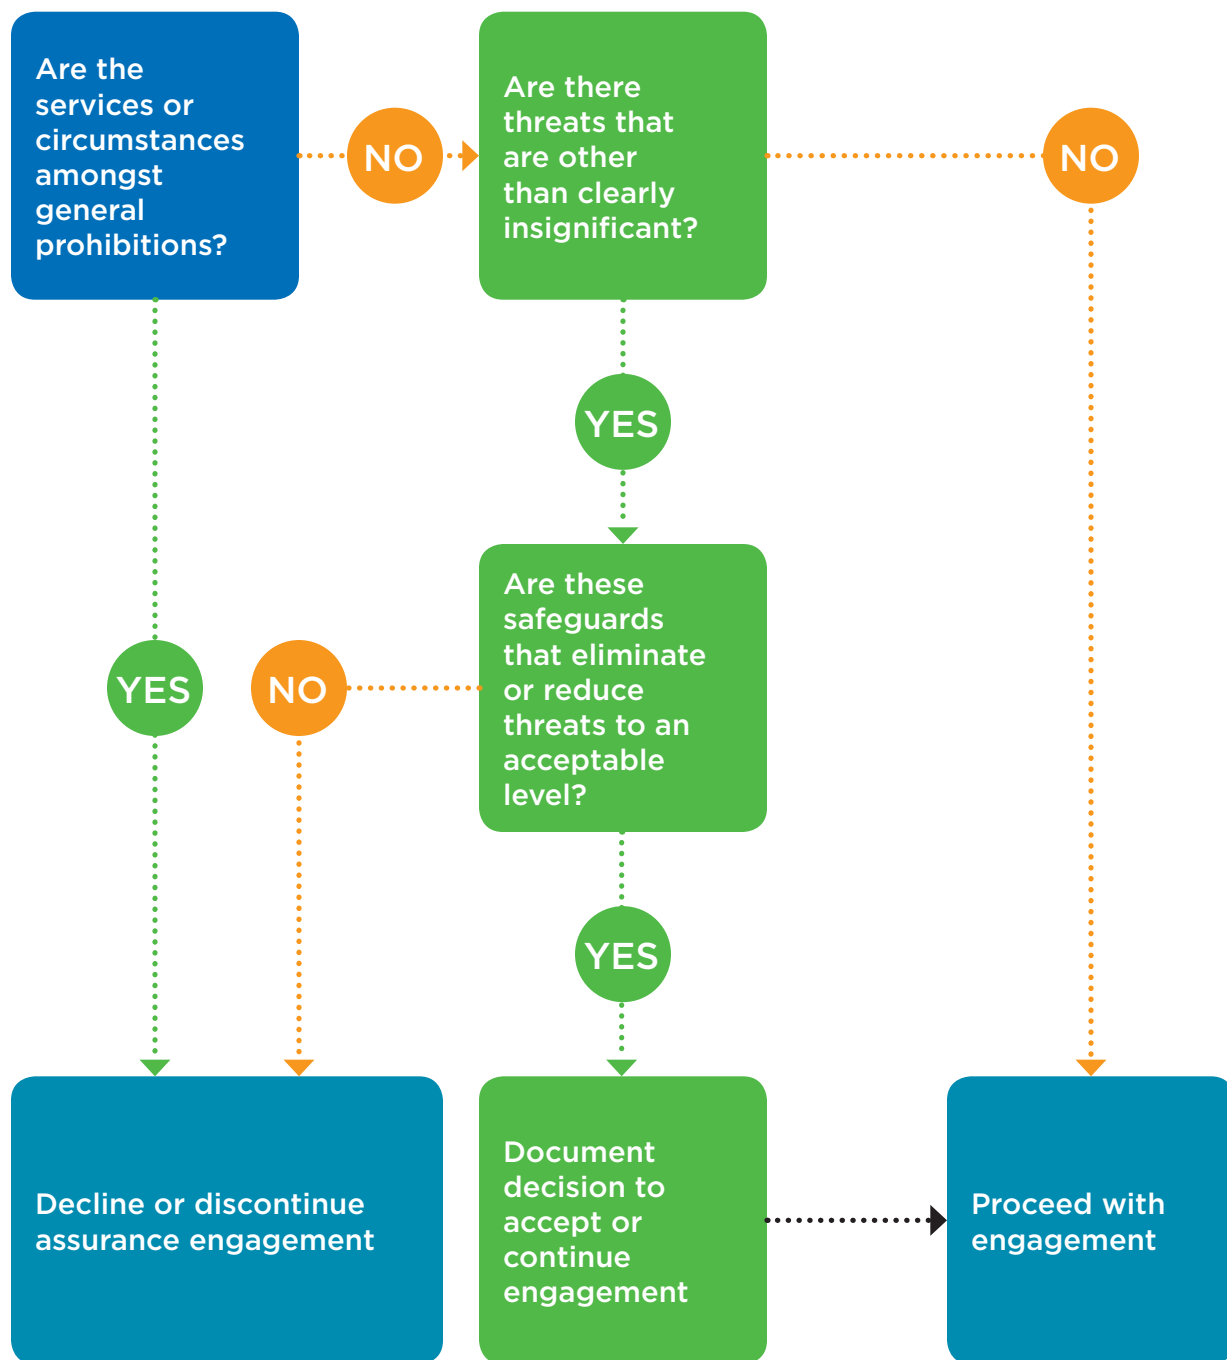 Are the
services or
circumstances
amongst
general
prohibitions?
NO
Are there
threats that
are other
than clearly
insignificant?
NO
YES
Are these
safeguards
that eliminate
or reduce
threats to an
acceptable
level?
YES
NO
YES
Decline or discontinue
assurance engagement
Document
decision to
accept or
continue
engagement
Proceed with
engagement